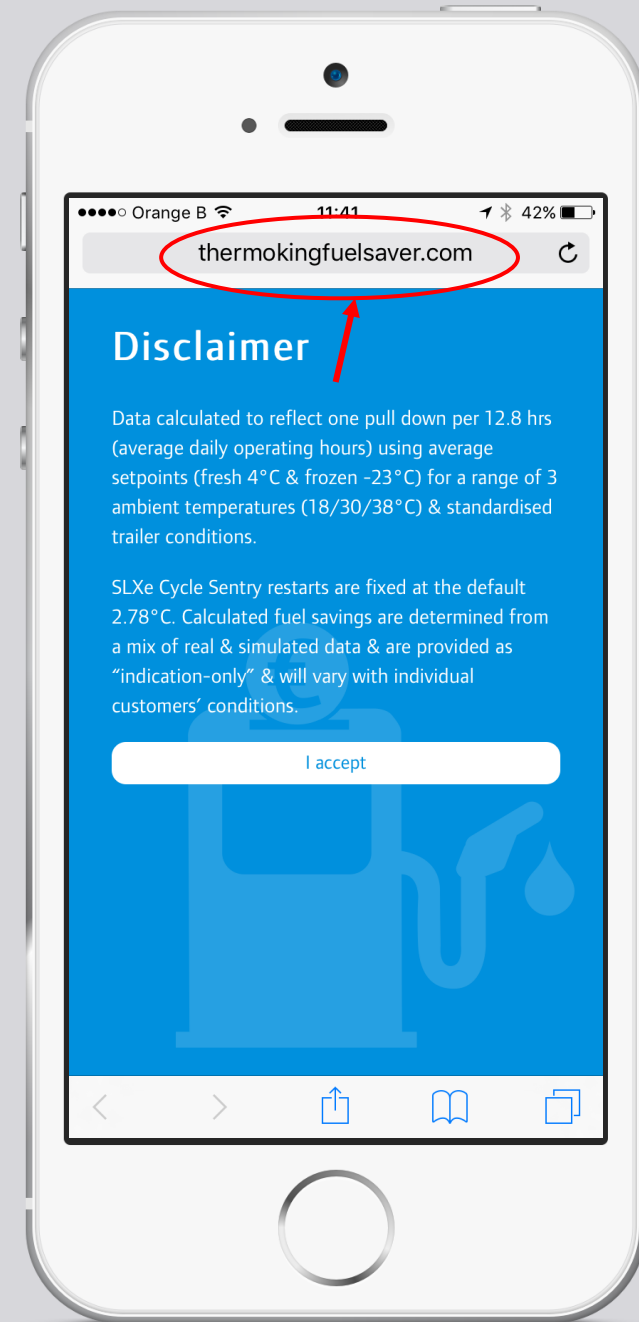 Orange B 11:41 42%
thermokingfuelsaver.com
Disclaimer
Data calculated to reflect one pull down per 12.8 hrs
(average daily operating hours) using average
setpoints (fresh 4°C & frozen -23°C) for a range of 3
ambient temperatures (18/30/38°C) & standardised
trailer conditions.
SLXe Cycle Sentry restarts are fixed at the default
2.78°C. Calculated fuel savings are determined from
a mix of real & simulated data & are provided as
“indication-only” & will vary with individual
customers’ conditions.
I accept